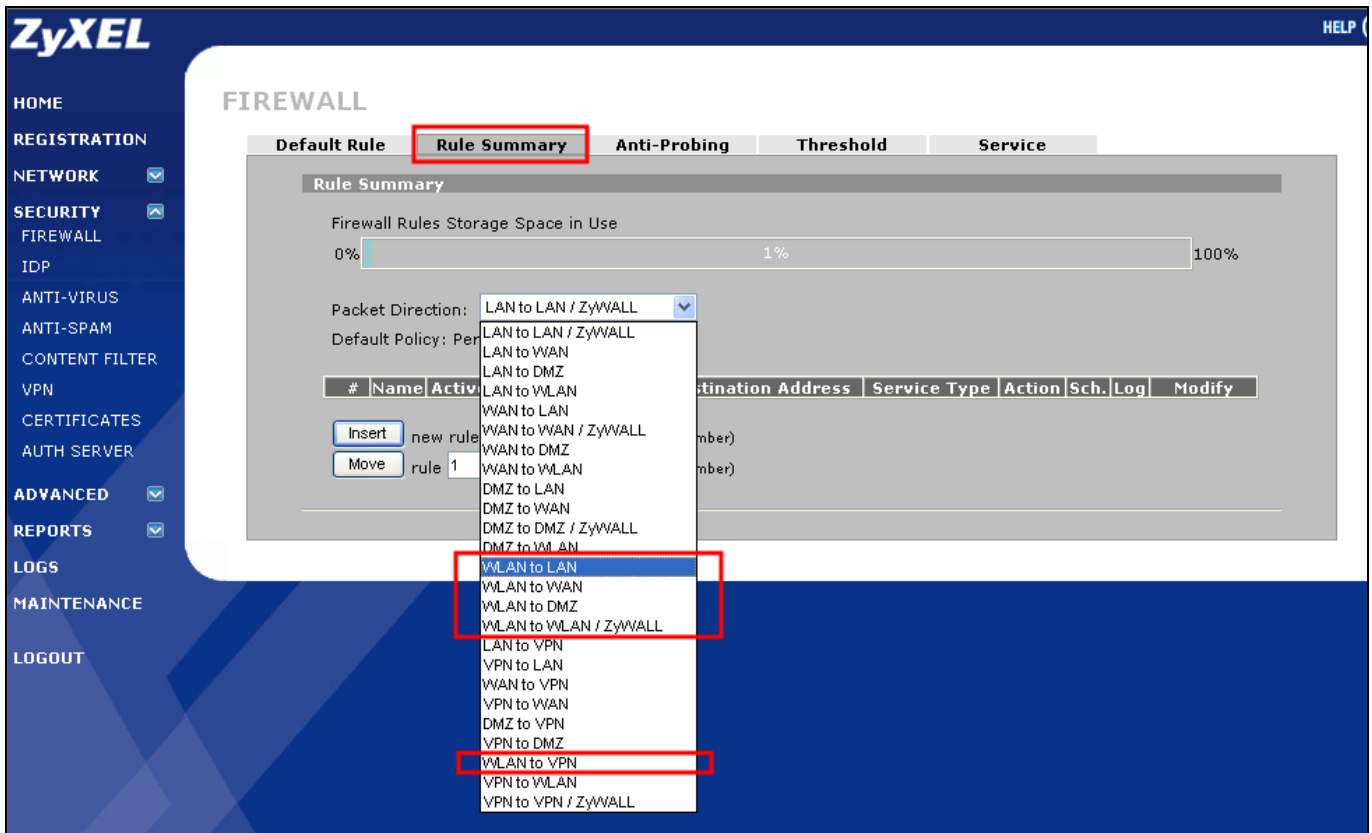 ZyXEL
HELP
HOME
REGISTRATION
NETWORK
SECURITY
FIREWALL
IDP
ANTI-VIRUS
ANTI-SPAM
CONTENT FILTER
VPN
CERTIFICATES
AUTH SERVER
ADVANCED
REPORTS
LOGS
MAINTENANCE
LOGOUT
FIREWALL
Default Rule Rule Summary Anti-Probing Threshold Service
Rule Summary
Firewall Rules Storage Space in Use
0% 1% 100%
Packet Direction: LAN to LAN / ZyWALL
Default Policy: Per
# Name Activ stination Address Service Type Action Sch. Log Modify
Insert new rule mber)
Move rule 1 mber)
LAN to LAN / ZyWALL
LAN to WAN
LAN to DMZ
LAN to WLAN
WAN to LAN
WAN to WAN / ZyWALL
WAN to DMZ
WAN to WLAN
DMZ to LAN
DMZ to WAN
DMZ to DMZ / ZyWALL
DMZ to WLAN
WLAN to LAN
WLAN to WAN
WLAN to DMZ
WLAN to WLAN / ZyWALL
LAN to VPN
VPN to LAN
WAN to VPN
VPN to WAN
DMZ to VPN
VPN to DMZ
WLAN to VPN
VPN to WLAN
VPN to VPN / ZyWALL